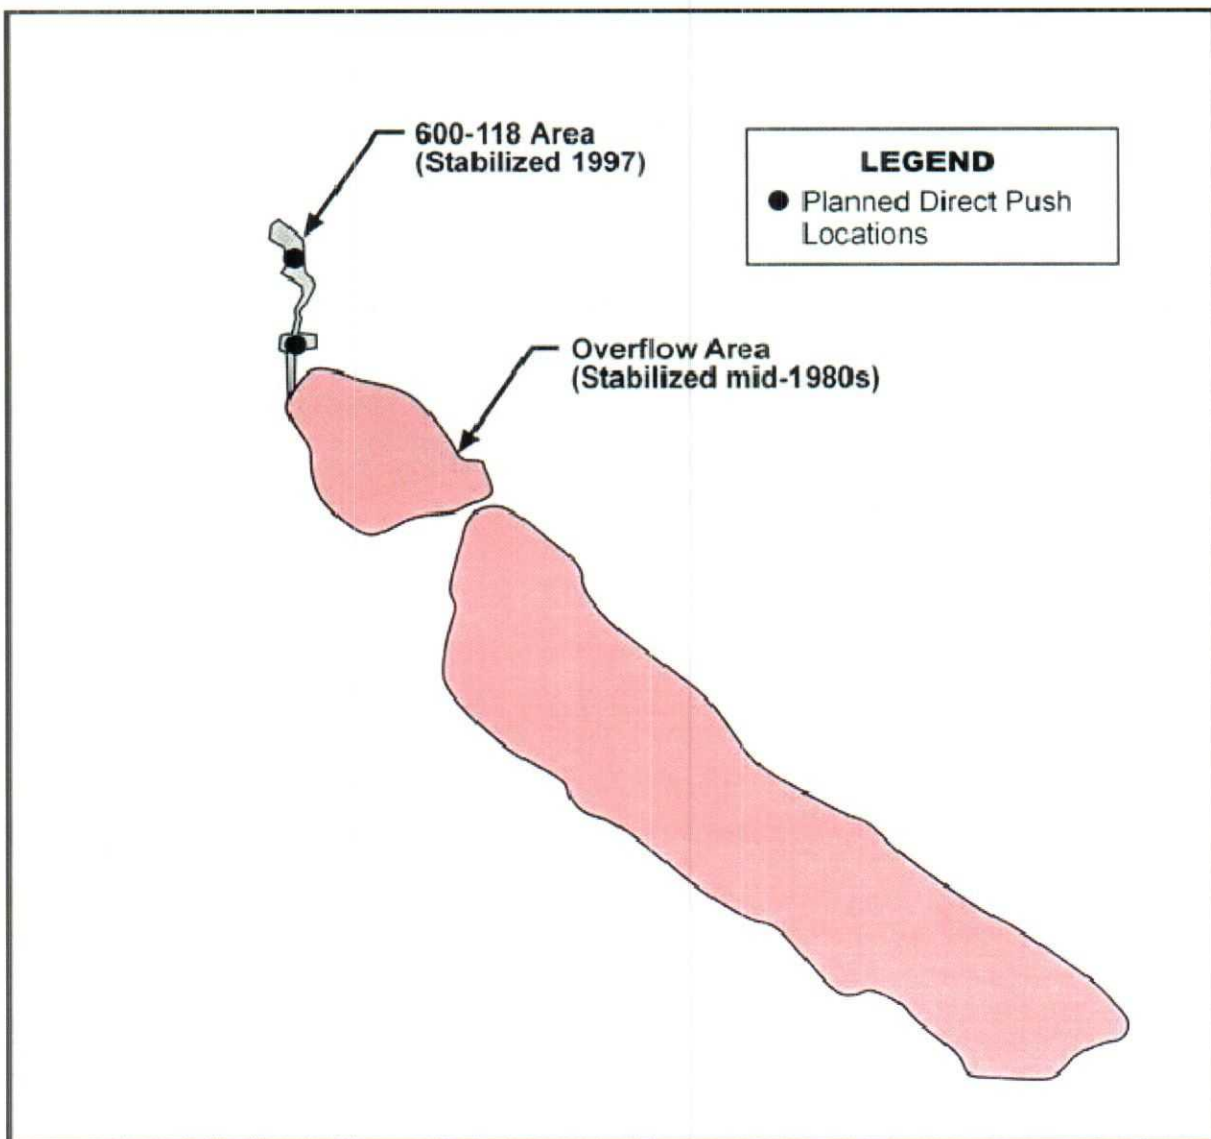 600-118 Area
(Stabilized 1997)
LEGEND
Planned Direct Push
Locations
Overflow Area
(Stabilized mid-1980s)